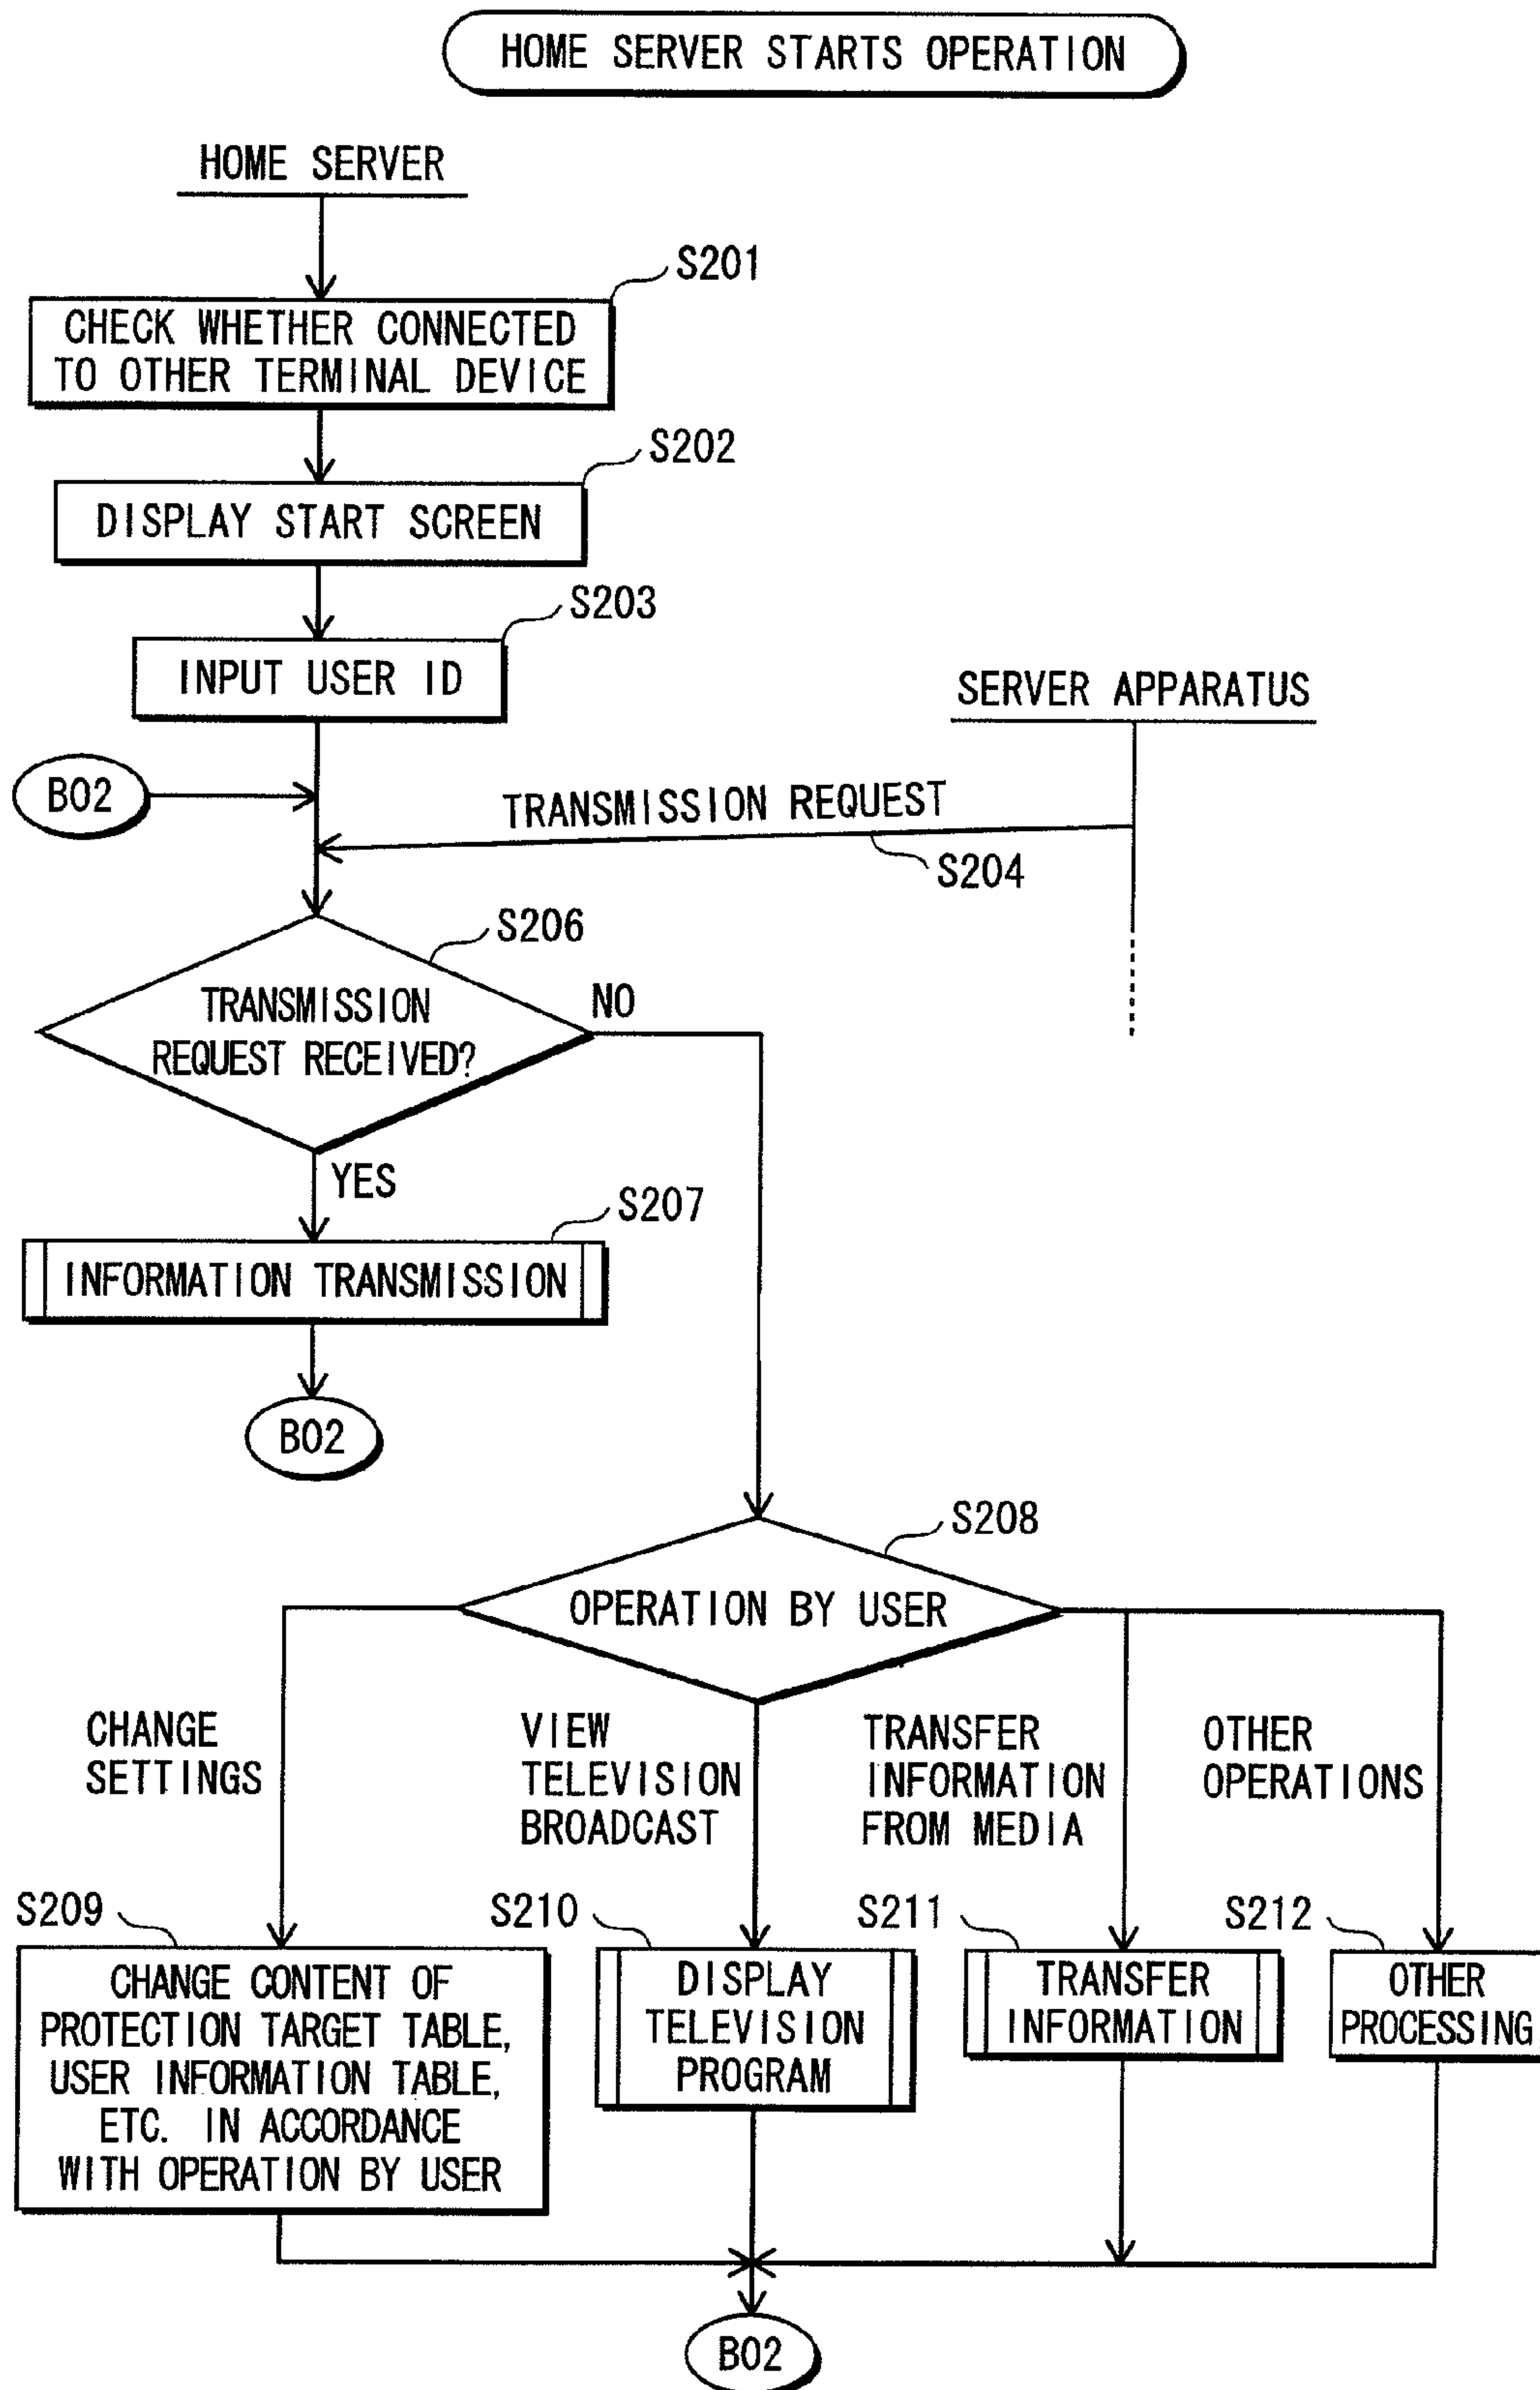 HOME SERVER STARTS OPERATION
HOME SERVER
S201
CHECK WHETHER CONNECTED
TO OTHER TERMINAL DEVICE
S202
DISPLAY START SCREEN
S203
INPUT USER ID
SERVER APPARATUS
B02
TRANSMISSION REQUEST
S204
S206
TRANSMISSION
REQUEST RECEIVED?
NO
YES
S207
INFORMATION TRANSMISSION
B02
S208
OPERATION BY USER
CHANGE
SETTINGS
VIEW
TELEVISION
BROADCAST
TRANSFER
INFORMATION
FROM MEDIA
OTHER
OPERATIONS
S209
CHANGE CONTENT OF
PROTECTION TARGET TABLE,
USER INFORMATION TABLE,
ETC. IN ACCORDANCE
WITH OPERATION BY USER
S210
DISPLAY
TELEVISION
PROGRAM
S211
TRANSFER
INFORMATION
S212
OTHER
PROCESSING
B02